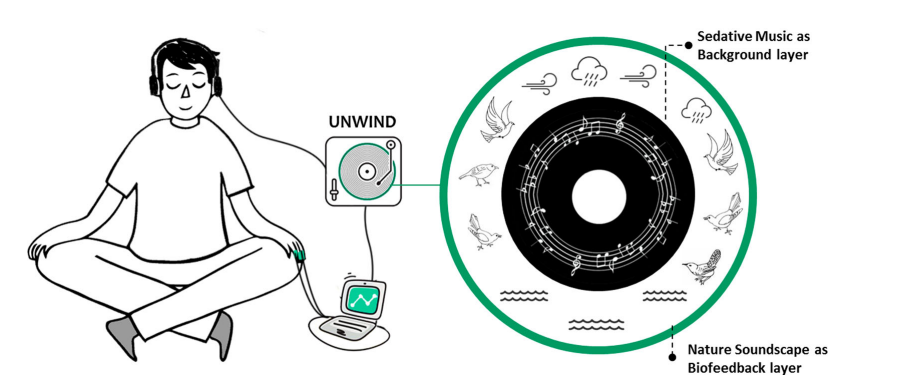 UNWIND
Sedative Music as
Background layer
Nature Soundscape as
Biofeedback layer